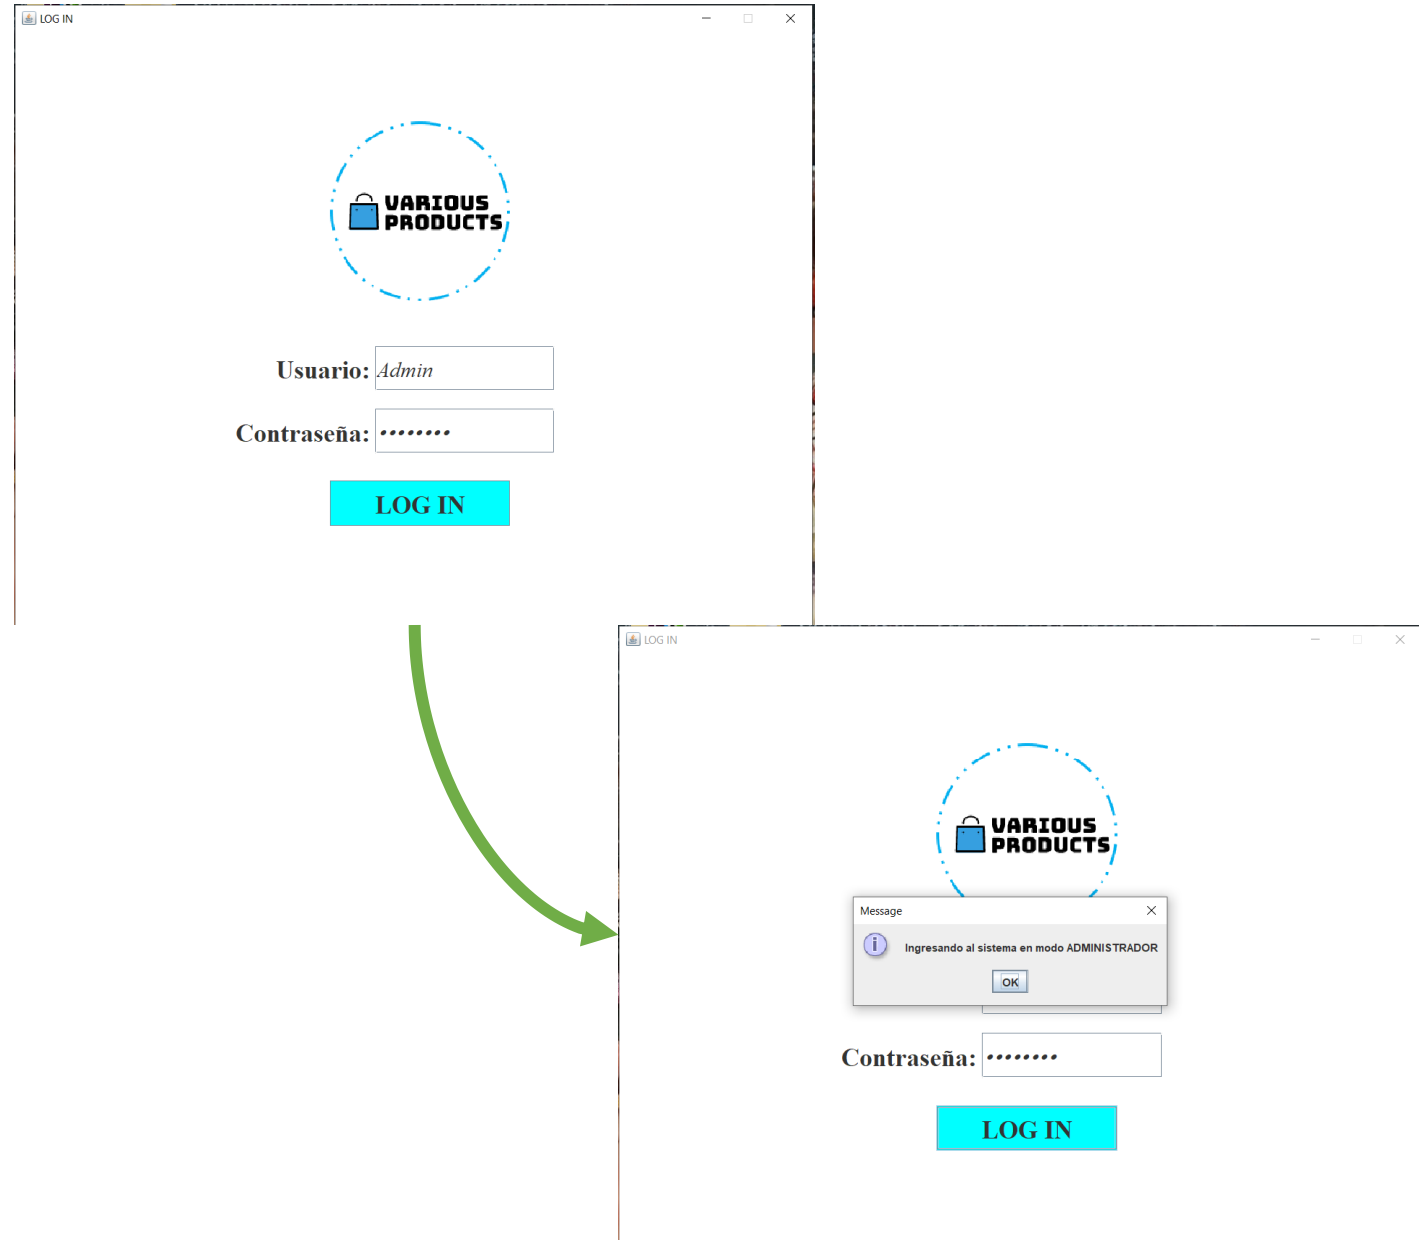 LOG IN
VARIOUS
PRODUCTS
Usuario: Admin
Contraseña: ••••••••
LOG IN
LOG IN
VARIOUS
PRODUCTS
Message
Ingresando al sistema en modo ADMINISTRADOR
OK
Contraseña: ••••••••
LOG IN